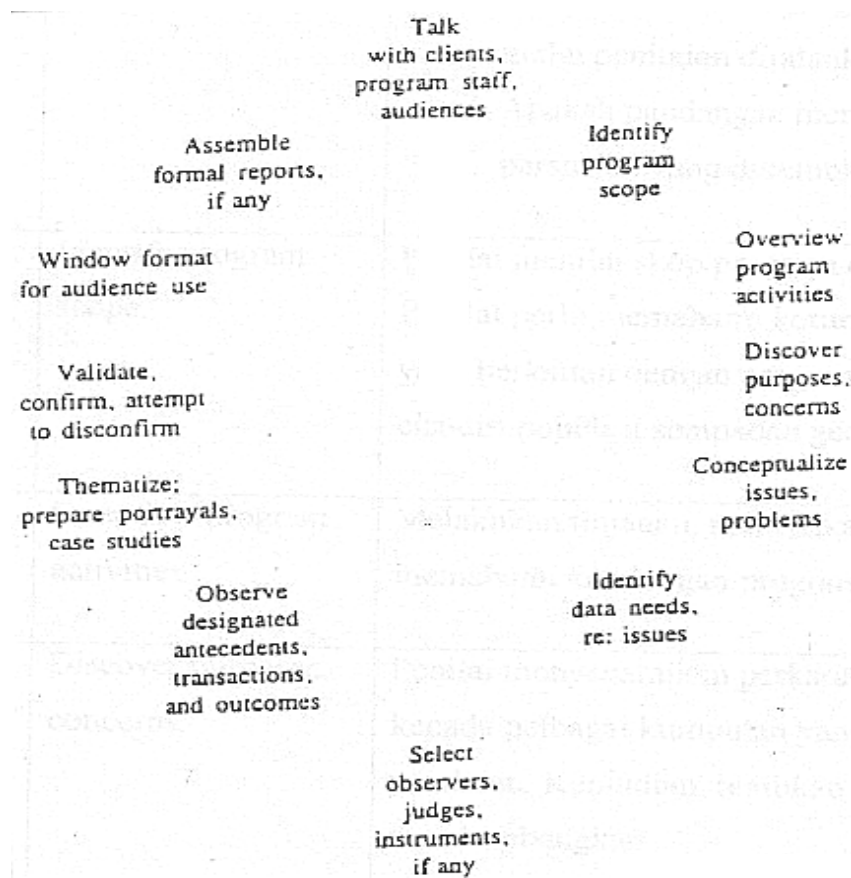 Talk
with clients,
program staff,
audiences
Identify
program
scope
Overview
program
activities
Discover
purposes,
concerns
Conceptualize
issues,
problems
Identify
data needs,
re: issues
Select
observers,
judges,
instruments,
if any
Observe
designated
antecedents,
transactions,
and outcomes
Thematize;
prepare portrayals,
case studies
Validate,
confirm, attempt
to disconfirm
Window format
for audience use
Assemble
formal reports,
if any